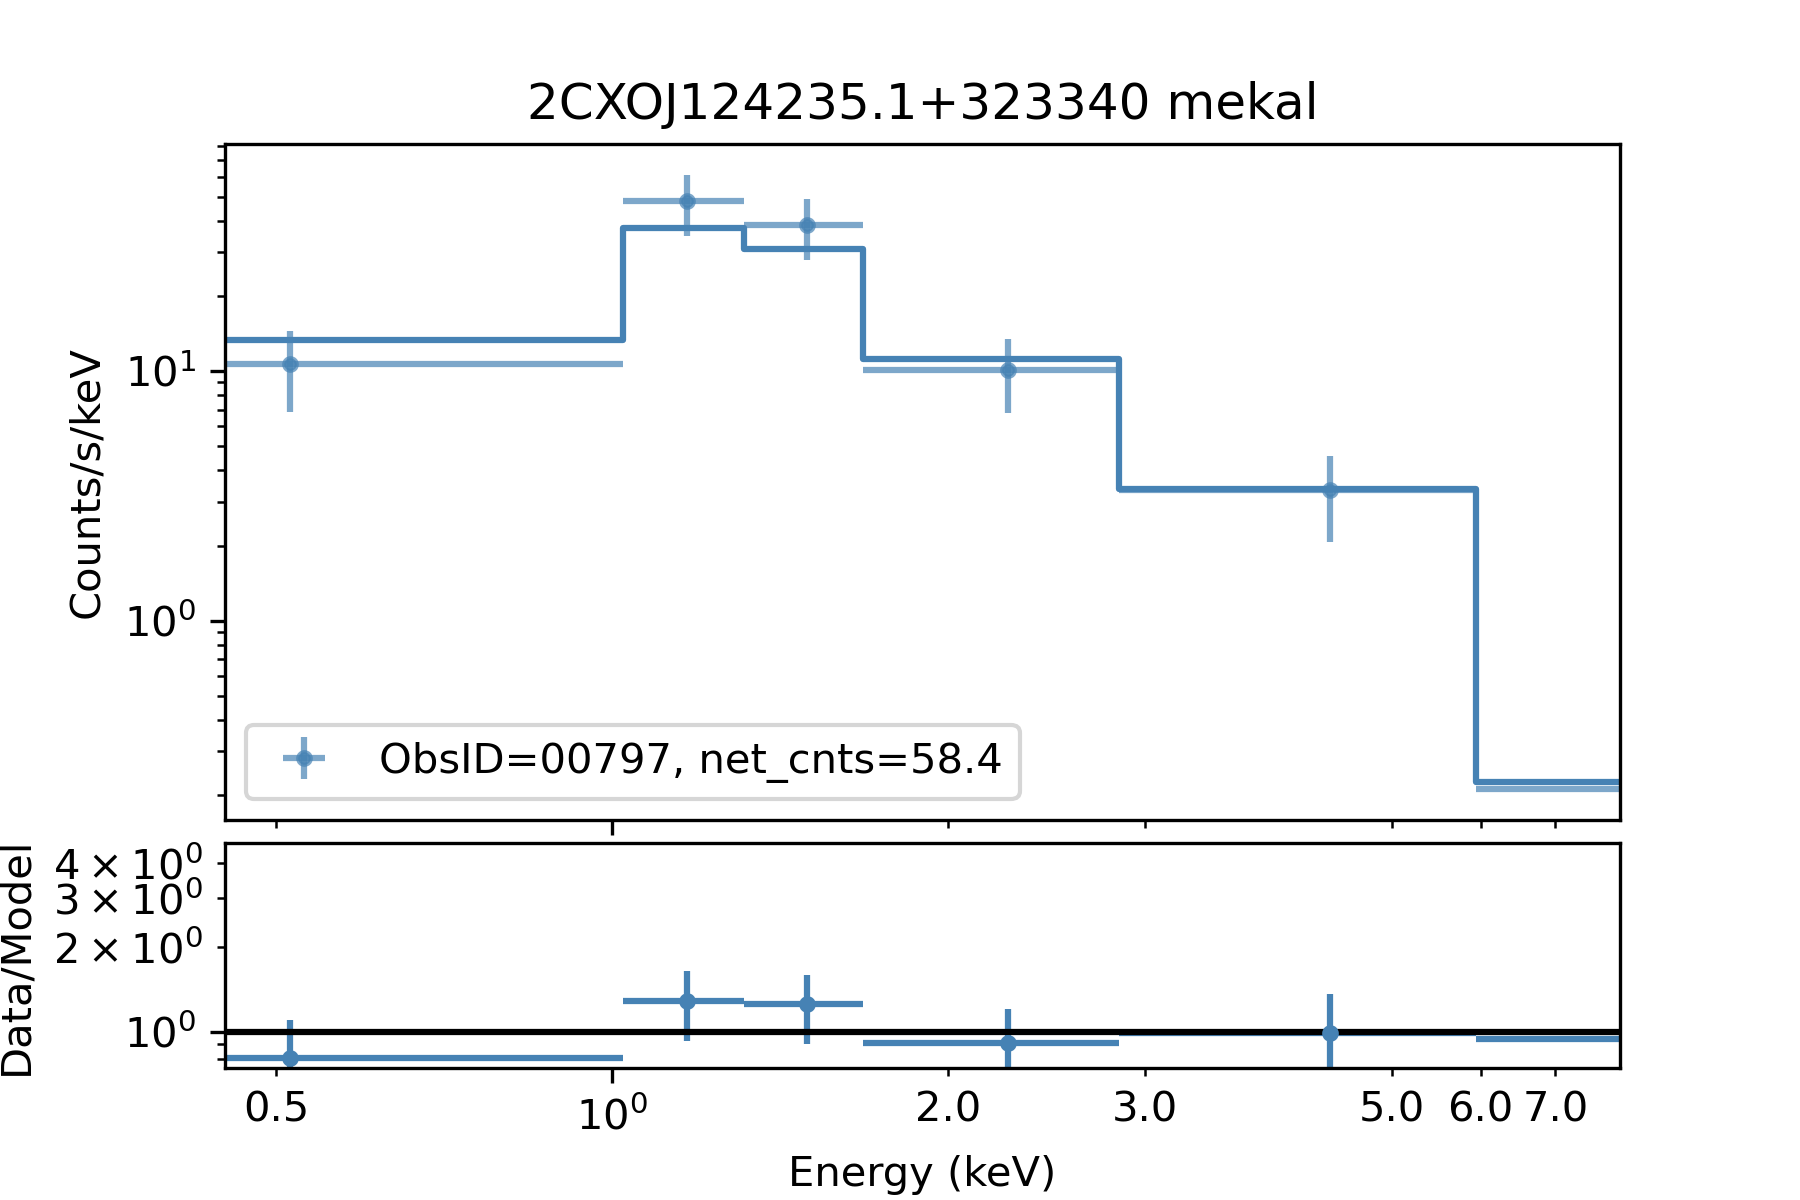 2CXOJ124235.1+323340 mekal
Counts/s/keV
10¹
10⁰
ObsID=00797, net_cnts=58.4
Data/Model
4 × 10⁰
3 × 10⁰
2 × 10⁰
10⁰
0.5 10⁰ 2.0 3.0 5.0 6.0 7.0
Energy (keV)